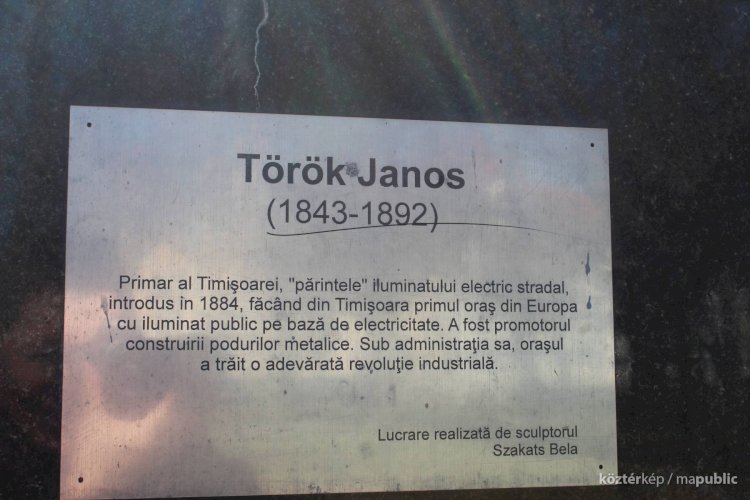 Török Janos
(1843-1892)
Primar al Timişoarei, "părintele" iluminatului electric stradal,
introdus în 1884, făcând din Timişoara primul oraş din Europa
cu iluminat public pe bază de electricitate. A fost promotorul
construirii podurilor metalice. Sub administraţia sa, oraşul
a trăit o adevărată revoluţie industrială.
Lucrare realizată de sculptorul
Szakats Bela
köztérkép / mapublic